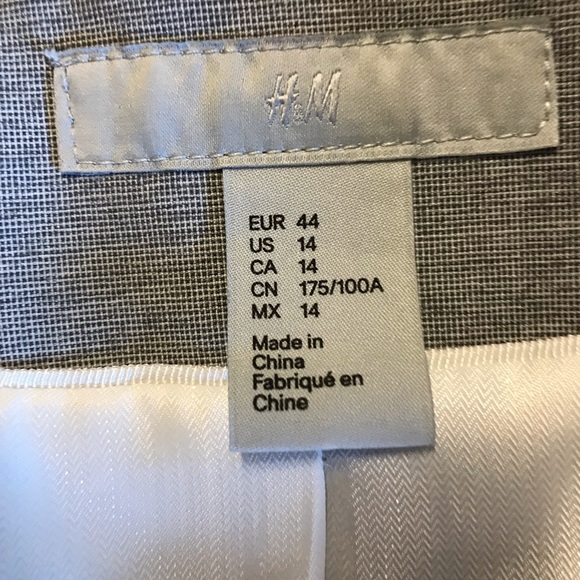 H&M
EUR 44
US 14
CA 14
CN 175/100A
MX 14
Made in
China
Fabriqué en
Chine